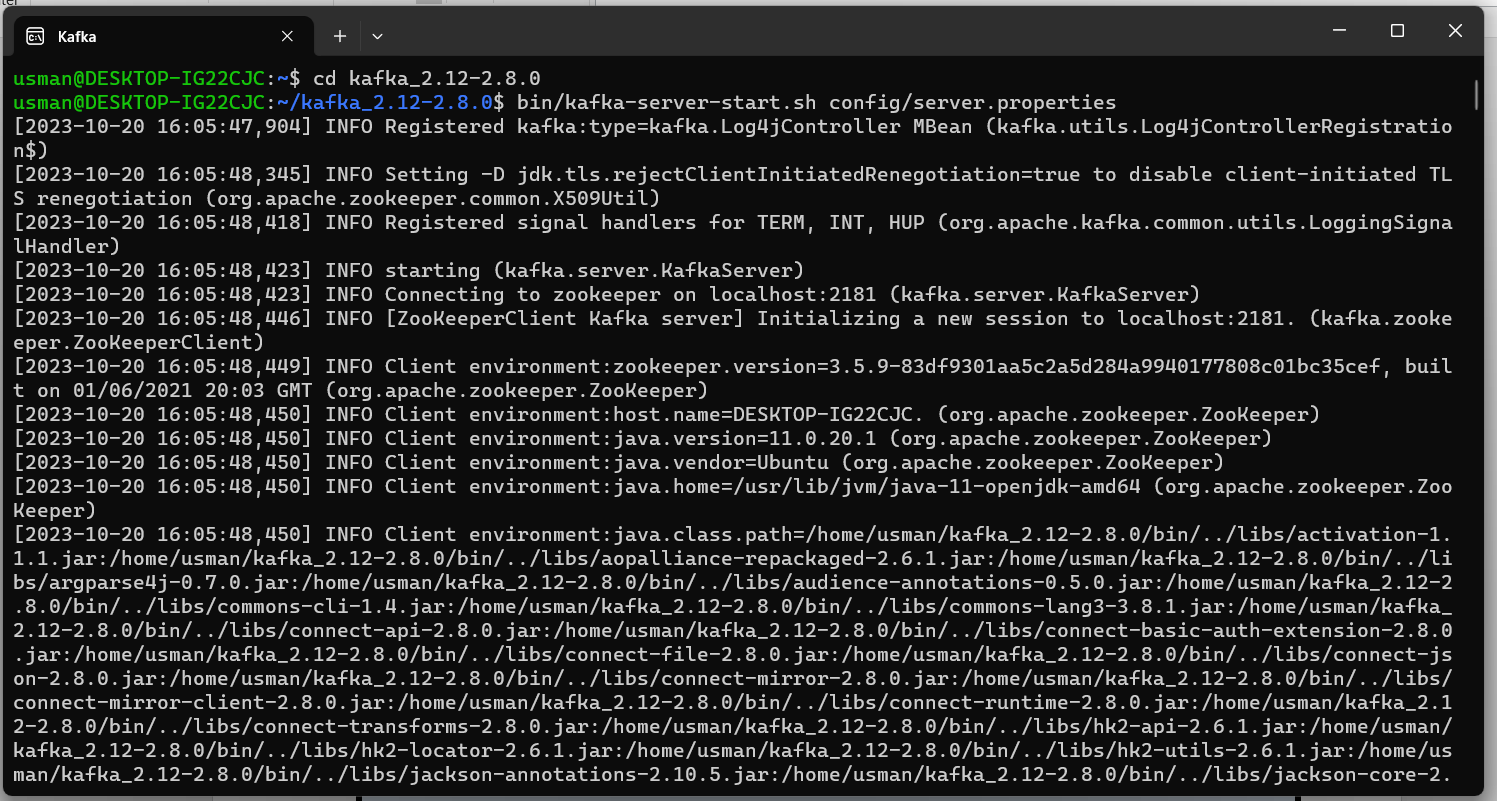 Kafka
usman@DESKTOP-IG22CJC:~$ cd kafka_2.12-2.8.0
usman@DESKTOP-IG22CJC:~/kafka_2.12-2.8.0$ bin/kafka-server-start.sh config/server.properties
[2023-10-20 16:05:47,904] INFO Registered kafka:type=kafka.Log4jController MBean (kafka.utils.Log4jControllerRegistratio
n$)
[2023-10-20 16:05:48,345] INFO Setting -D jdk.tls.rejectClientInitiatedRenegotiation=true to disable client-initiated TL
S renegotiation (org.apache.zookeeper.common.X509Util)
[2023-10-20 16:05:48,418] INFO Registered signal handlers for TERM, INT, HUP (org.apache.kafka.common.utils.LoggingSigna
lHandler)
[2023-10-20 16:05:48,423] INFO starting (kafka.server.KafkaServer)
[2023-10-20 16:05:48,423] INFO Connecting to zookeeper on localhost:2181 (kafka.server.KafkaServer)
[2023-10-20 16:05:48,446] INFO [ZooKeeperClient Kafka server] Initializing a new session to localhost:2181. (kafka.zooke
eper.ZooKeeperClient)
[2023-10-20 16:05:48,449] INFO Client environment:zookeeper.version=3.5.9-83df9301aa5c2a5d284a9940177808c01bc35cef, buil
t on 01/06/2021 20:03 GMT (org.apache.zookeeper.ZooKeeper)
[2023-10-20 16:05:48,450] INFO Client environment:host.name=DESKTOP-IG22CJC. (org.apache.zookeeper.ZooKeeper)
[2023-10-20 16:05:48,450] INFO Client environment:java.version=11.0.20.1 (org.apache.zookeeper.ZooKeeper)
[2023-10-20 16:05:48,450] INFO Client environment:java.vendor=Ubuntu (org.apache.zookeeper.ZooKeeper)
[2023-10-20 16:05:48,450] INFO Client environment:java.home=/usr/lib/jvm/java-11-openjdk-amd64 (org.apache.zookeeper.Zoo
Keeper)
[2023-10-20 16:05:48,450] INFO Client environment:java.class.path=/home/usman/kafka_2.12-2.8.0/bin/../libs/activation-1.
1.1.jar:/home/usman/kafka_2.12-2.8.0/bin/../libs/aopalliance-repackaged-2.6.1.jar:/home/usman/kafka_2.12-2.8.0/bin/../li
bs/argparse4j-0.7.0.jar:/home/usman/kafka_2.12-2.8.0/bin/../libs/audience-annotations-0.5.0.jar:/home/usman/kafka_2.12-2
.8.0/bin/../libs/commons-cli-1.4.jar:/home/usman/kafka_2.12-2.8.0/bin/../libs/commons-lang3-3.8.1.jar:/home/usman/kafka_
2.12-2.8.0/bin/../libs/connect-api-2.8.0.jar:/home/usman/kafka_2.12-2.8.0/bin/../libs/connect-basic-auth-extension-2.8.0
.jar:/home/usman/kafka_2.12-2.8.0/bin/../libs/connect-file-2.8.0.jar:/home/usman/kafka_2.12-2.8.0/bin/../libs/connect-js
on-2.8.0.jar:/home/usman/kafka_2.12-2.8.0/bin/../libs/connect-mirror-2.8.0.jar:/home/usman/kafka_2.12-2.8.0/bin/../libs/
connect-mirror-client-2.8.0.jar:/home/usman/kafka_2.12-2.8.0/bin/../libs/connect-runtime-2.8.0.jar:/home/usman/kafka_2.1
2-2.8.0/bin/../libs/connect-transforms-2.8.0.jar:/home/usman/kafka_2.12-2.8.0/bin/../libs/hk2-api-2.6.1.jar:/home/usman/
kafka_2.12-2.8.0/bin/../libs/hk2-locator-2.6.1.jar:/home/usman/kafka_2.12-2.8.0/bin/../libs/hk2-utils-2.6.1.jar:/home/us
man/kafka_2.12-2.8.0/bin/../libs/jackson-annotations-2.10.5.jar:/home/usman/kafka_2.12-2.8.0/bin/../libs/jackson-core-2.